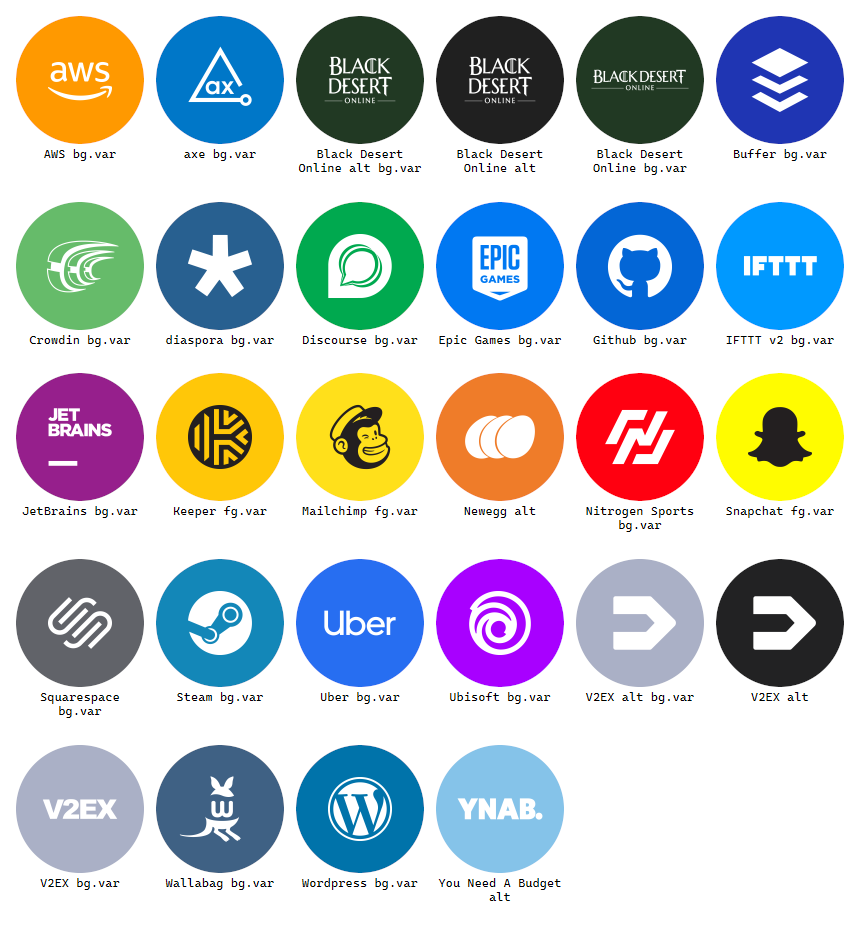 aws
ax
BLACK
DESERT
ONLINE
BLACK
DESERT
ONLINE
BLACK DESERT
ONLINE
AWS bg.var
axe bg.var
Black Desert
Online alt bg.var
Black Desert
Online alt
Black Desert
Online bg.var
Buffer bg.var
EPIC
GAMES
IFTTT
Crowdin bg.var
diaspora bg.var
Discourse bg.var
Epic Games bg.var
Github bg.var
IFTTT v2 bg.var
JET
BRAINS
K
N
JetBrains bg.var
Keeper fg.var
Mailchimp fg.var
Newegg alt
Nitrogen Sports
bg.var
Snapchat fg.var
Uber
Squarespace
bg.var
Steam bg.var
Uber bg.var
Ubisoft bg.var
V2EX alt bg.var
V2EX alt
V2EX
w
W
YNAB.
V2EX bg.var
Wallabag bg.var
Wordpress bg.var
You Need A Budget
alt